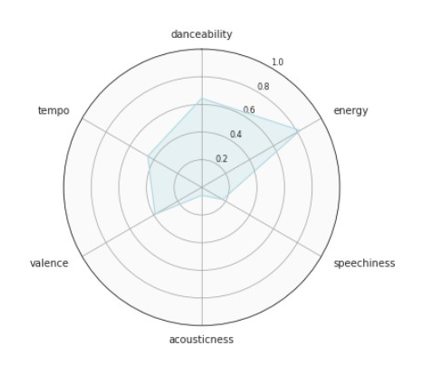 danceability
1.0
0.8
tempo
0.6
energy
0.4
0.2
valence
speechiness
acousticness